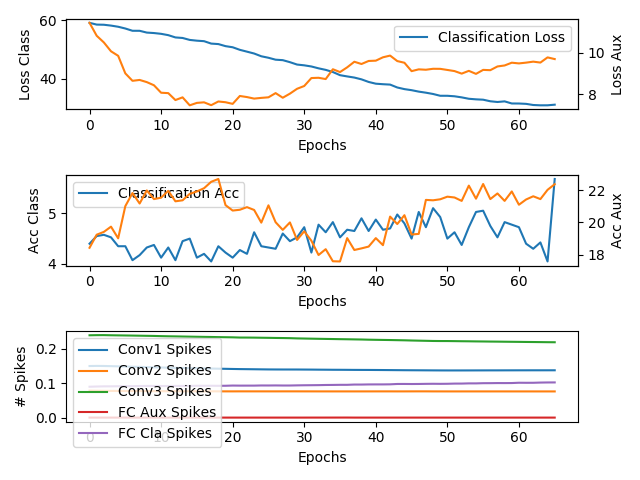 60
40
Loss Class
Classification Loss
10
8
Loss Aux
0 10 20 30 40 50 60
Epochs
5
4
Acc Class
Classification Acc
22
20
18
Acc Aux
0 10 20 30 40 50 60
Epochs
0.2
0.1
0.0
# Spikes
Conv1 Spikes
Conv2 Spikes
Conv3 Spikes
FC Aux Spikes
FC Cla Spikes
0 10 20 30 40 50 60
Epochs